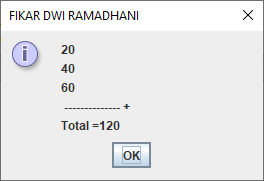 FIKAR DWI RAMADHANI
20
40
60
-------------- +
Total =120
OK